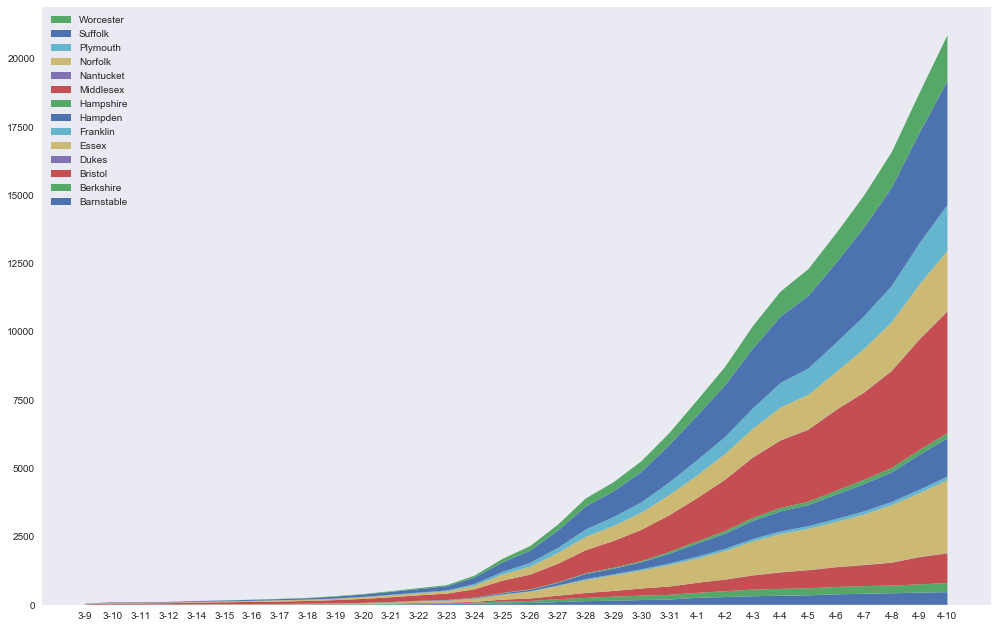 Worcester
Suffolk
Plymouth
Norfolk
Nantucket
Middlesex
Hampshire
Hampden
Franklin
Essex
Dukes
Bristol
Berkshire
Barnstable
20000
17500
15000
12500
10000
7500
5000
2500
0
3-9 3-10 3-11 3-12 3-13 3-14 3-15 3-16 3-17 3-18 3-19 3-20 3-21 3-22 3-23 3-24 3-25 3-26 3-27 3-28 3-29 3-30 3-31 4-1 4-2 4-3 4-4 4-5 4-6 4-7 4-8 4-9 4-10